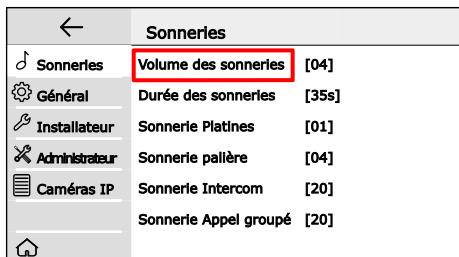 Sonneries
Sonneries
Volume des sonneries [04]
Général
Durée des sonneries [35s]
Installateur
Sonnerie Platines [01]
Administrateur
Sonnerie palière [04]
Caméras IP
Sonnerie Intercom [20]
Sonnerie Appel groupé [20]